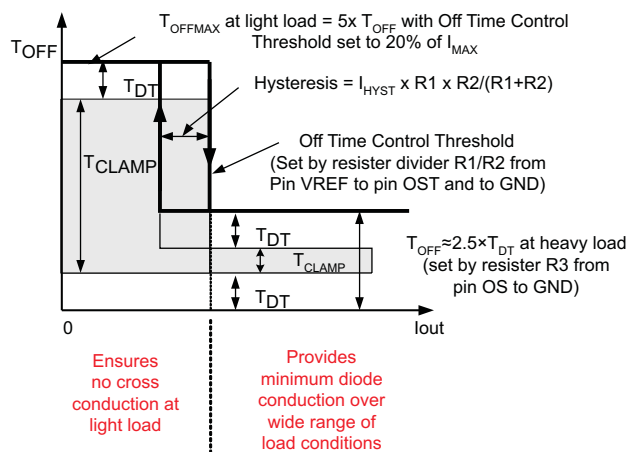 T_OFFMAX at light load = 5x T_OFF with Off Time Control
Threshold set to 20% of I_MAX
T_OFF
T_DT
Hysteresis = I_HYST x R1 x R2/(R1+R2)
T_CLAMP
Off Time Control Threshold
(Set by resister divider R1/R2 from
Pin VREF to pin OST and to GND)
T_DT
T_CLAMP
T_DT
T_OFF≈2.5×T_DT at heavy load
(set by resister R3 from
pin OS to GND)
0
Iout
Ensures
no cross
conduction at
light load
Provides
minimum diode
conduction over
wide range of
load conditions